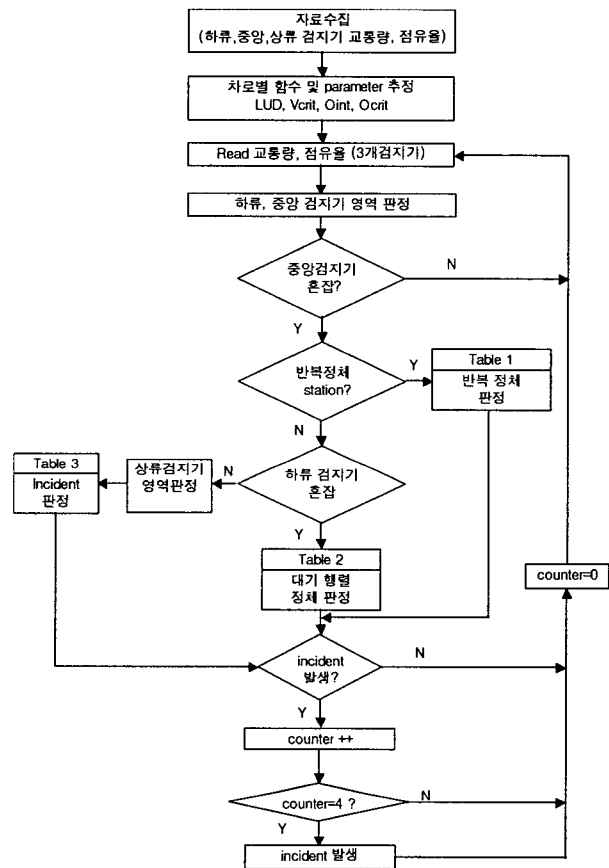 자료수집
(하류,중앙,상류 검지기 교통량, 점유율)
차로별 함수 및 parameter 추정
LUD, Vcrit, Oint, Ocrit
Read 교통량, 점유율 (3개검지기)
하류, 중앙 검지기 영역 판정
중앙검지기
혼잡?
N
Y
반복정체
station?
Y
Table 1
반복 정체
판정
N
Table 3
Incident
판정
상류검지기
영역판정
N
하류 검지기
혼잡
Y
Table 2
대기 행렬
정체 판정
counter=0
incident
발생?
N
Y
counter ++
counter=4 ?
N
Y
incident 발생